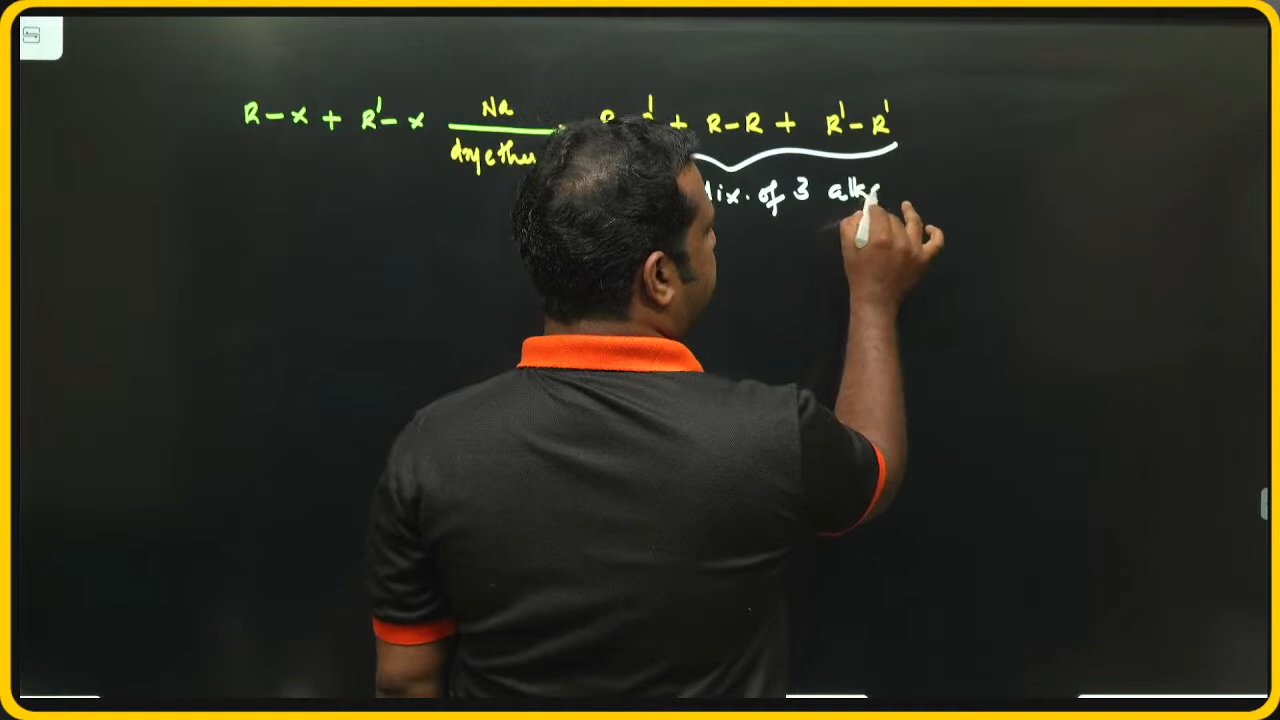 R-x + R'-x Na + R-R + R'-R'
dry ether
Mix. of 3 alk